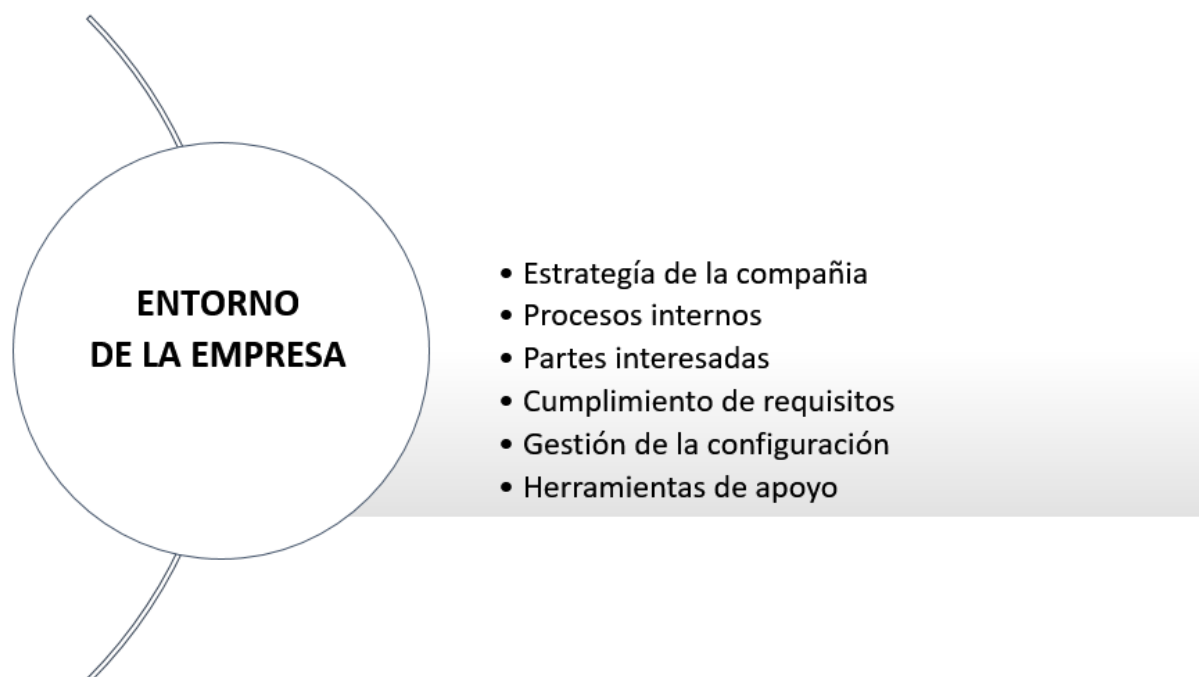 ENTORNO
DE LA EMPRESA
• Estrategía de la compañia
• Procesos internos
• Partes interesadas
• Cumplimiento de requisitos
• Gestión de la configuración
• Herramientas de apoyo